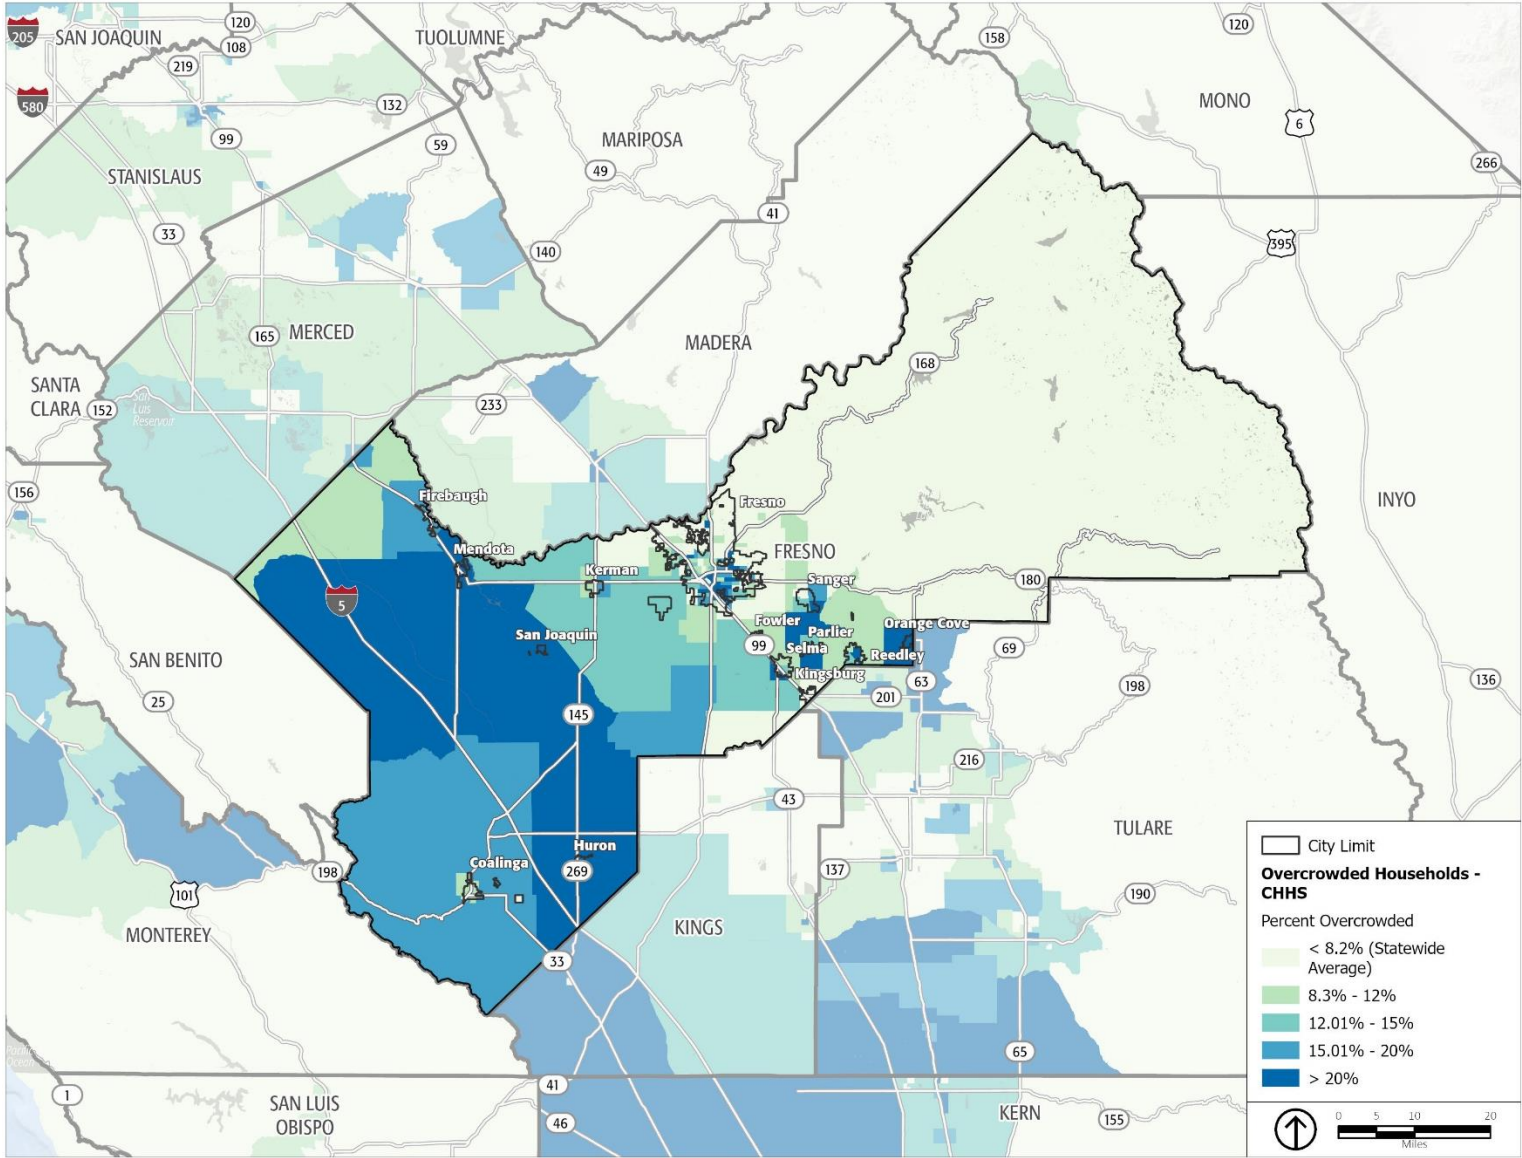 205
SAN JOAQUIN
120
108
219
TUOLUMNE
158
120
580
132
99
59
MARIPOSA
49
MONO
6
266
STANISLAUS
33
41
395
140
165
MERCED
MADERA
168
SANTA
CLARA
152
San
Luis
Reservoir
233
156
Firebaugh
Fresno
INYO
Mendota
FRESNO
Kerman
Sanger
180
5
San Joaquin
Fowler
Parlier
Orange Cove
99
Selma
Reedley
69
SAN BENITO
Kingsburg
63
198
136
25
201
145
216
43
TULARE
Huron
Coalinga
198
269
137
101
190
MONTEREY
KINGS
33
65
41
1
SAN LUIS
OBISPO
46
KERN
155
City Limit
Overcrowded Households -
CHHS
Percent Overcrowded
< 8.2% (Statewide
Average)
8.3% - 12%
12.01% - 15%
15.01% - 20%
> 20%
0 5 10 20
Miles